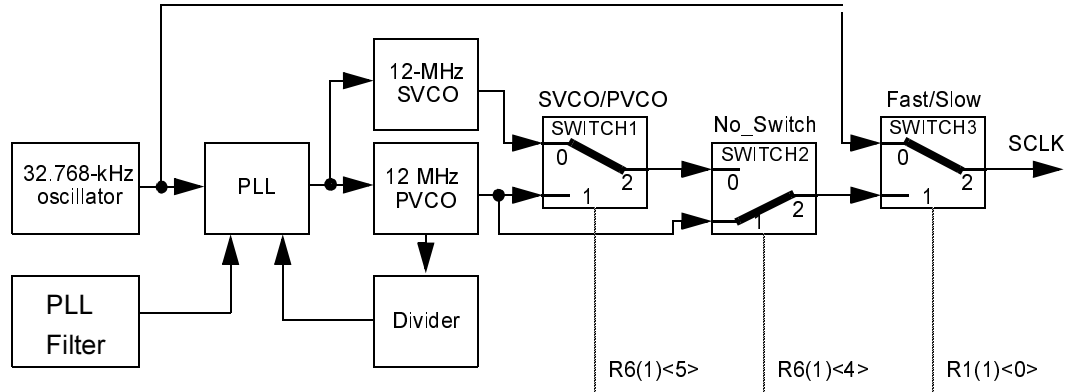 12-MHz
SVCO
SVCO/PVCO
SWITCH1
0
2
1
No_Switch
SWITCH2
0
1
2
Fast/Slow
SWITCH3
0
2
1
SCLK
32.768-kHz
oscillator
PLL
12 MHz
PVCO
PLL
Filter
Divider
R6(1)<5>
R6(1)<4>
R1(1)<0>